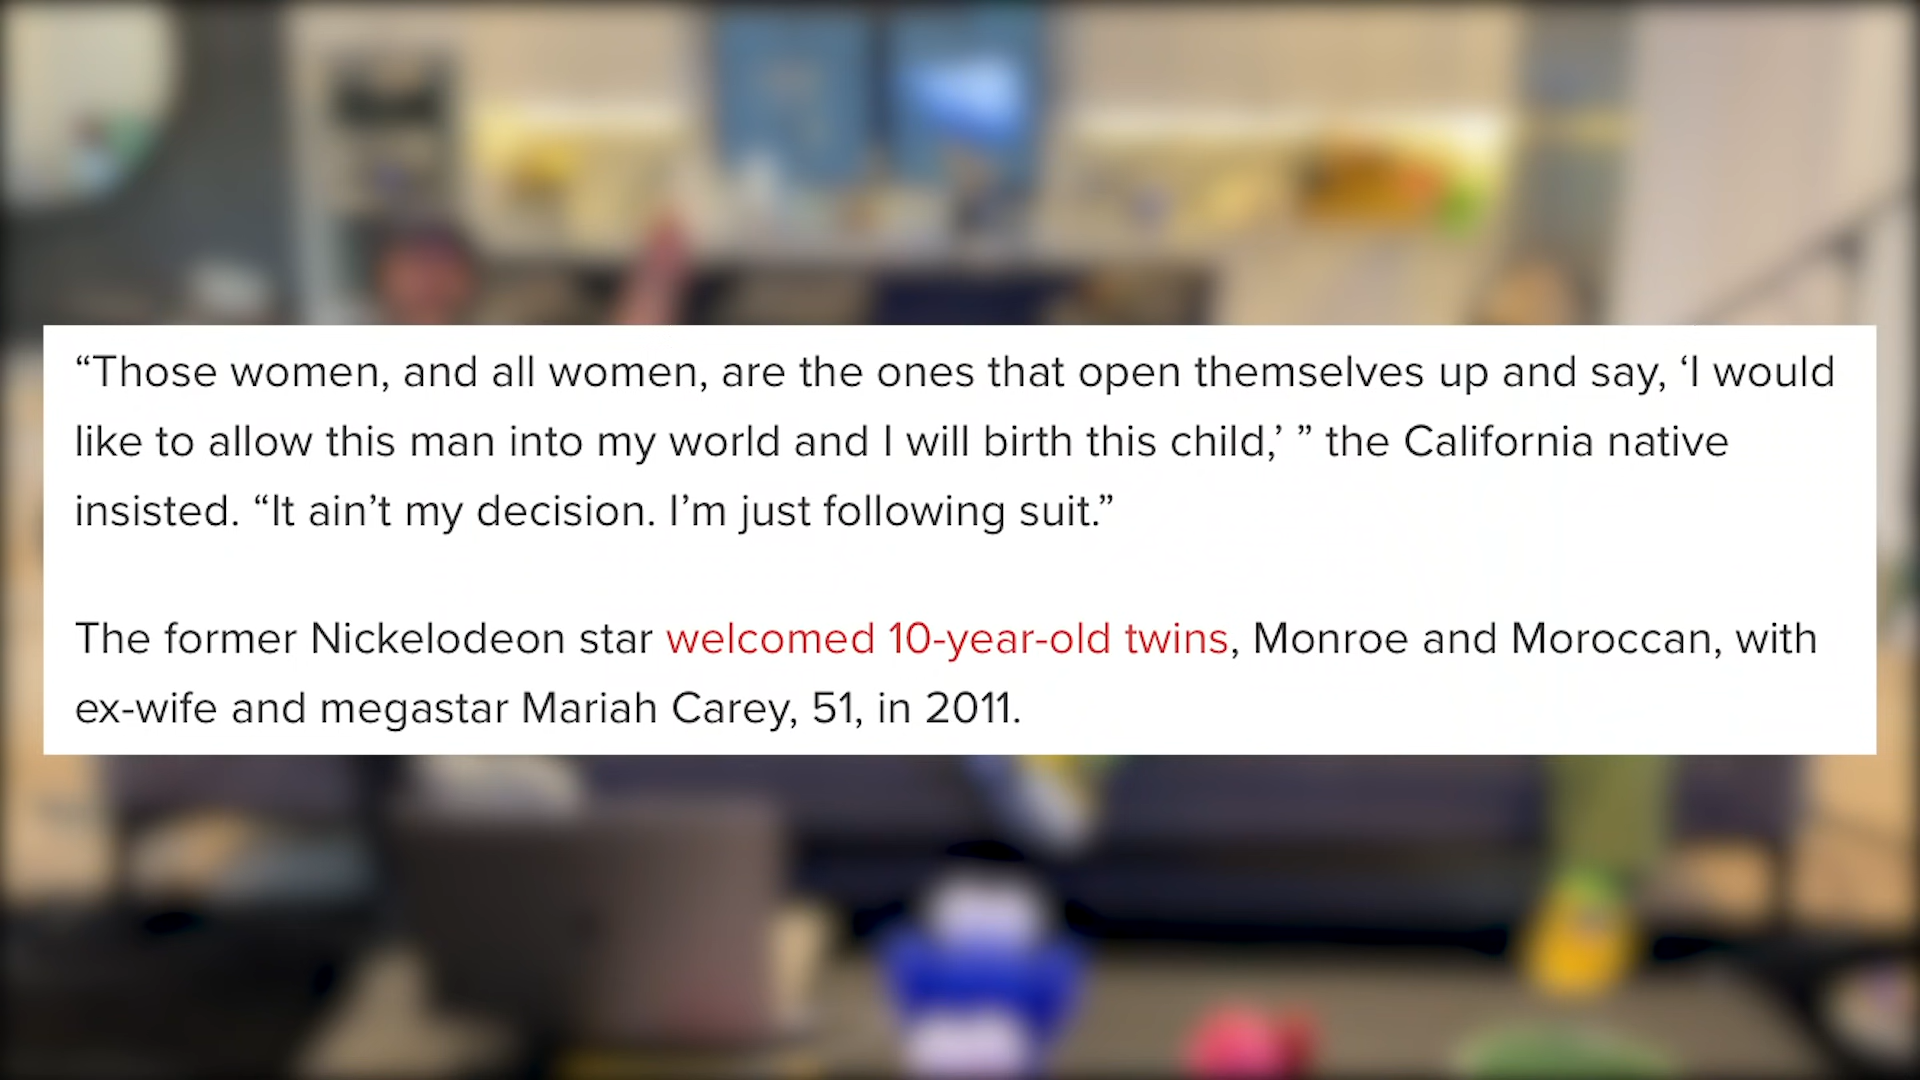 “Those women, and all women, are the ones that open themselves up and say, ‘I would
like to allow this man into my world and I will birth this child,’ ” the California native
insisted. “It ain’t my decision. I’m just following suit.”
The former Nickelodeon star welcomed 10-year-old twins, Monroe and Moroccan, with
ex-wife and megastar Mariah Carey, 51, in 2011.